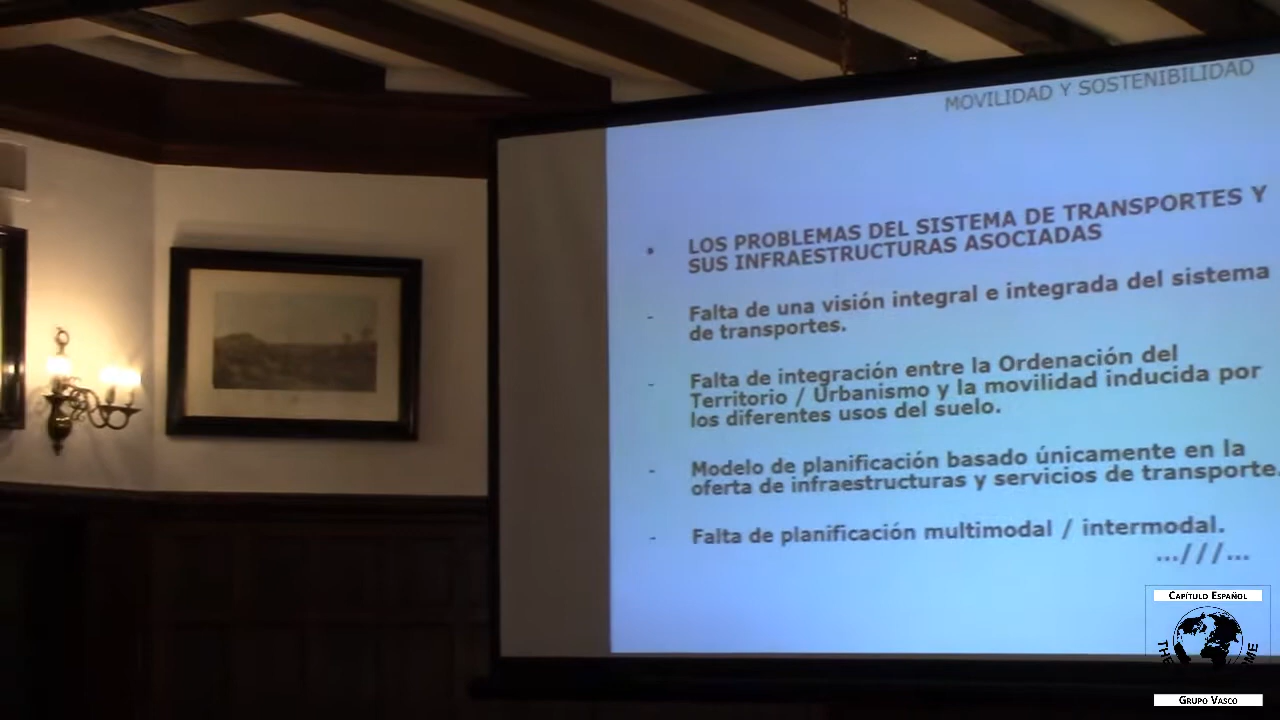 MOVILIDAD Y SOSTENIBILIDAD
• LOS PROBLEMAS DEL SISTEMA DE TRANSPORTES Y
SUS INFRAESTRUCTURAS ASOCIADAS
- Falta de una visión integral e integrada del sistema
de transportes.
- Falta de integración entre la Ordenación del
Territorio / Urbanismo y la movilidad inducida por
los diferentes usos del suelo.
- Modelo de planificación basado únicamente en la
oferta de infraestructuras y servicios de transporte.
- Falta de planificación multimodal / intermodal.
...///...
CAPÍTULO ESPAÑOL
GRUPO VASCO